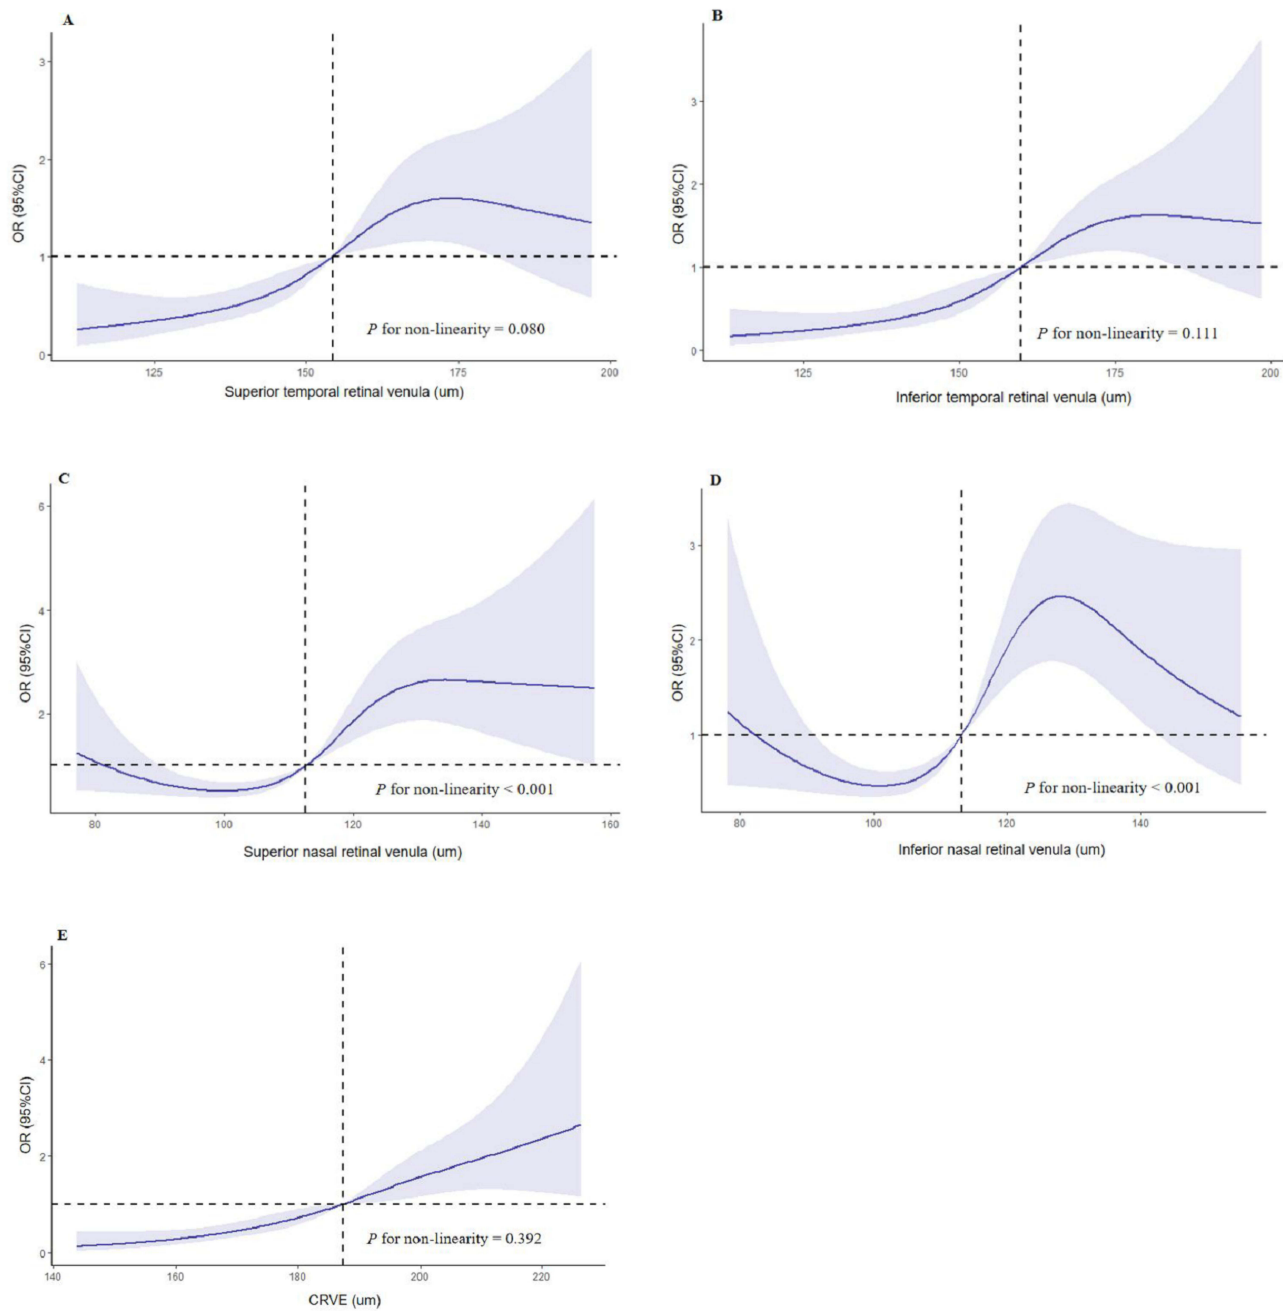 A
3
2
1
0
OR (95%CI)
P for non-linearity = 0.080
125
150
175
200
Superior temporal retinal venula (um)
B
3
2
1
0
OR (95%CI)
P for non-linearity = 0.111
125
150
175
200
Inferior temporal retinal venula (um)
C
6
4
2
OR (95%CI)
P for non-linearity < 0.001
80
100
120
140
160
Superior nasal retinal venula (um)
D
3
2
1
OR (95%CI)
P for non-linearity < 0.001
80
100
120
140
Inferior nasal retinal venula (um)
E
6
4
2
0
OR (95%CI)
P for non-linearity = 0.392
140
160
180
200
220
CRVE (um)